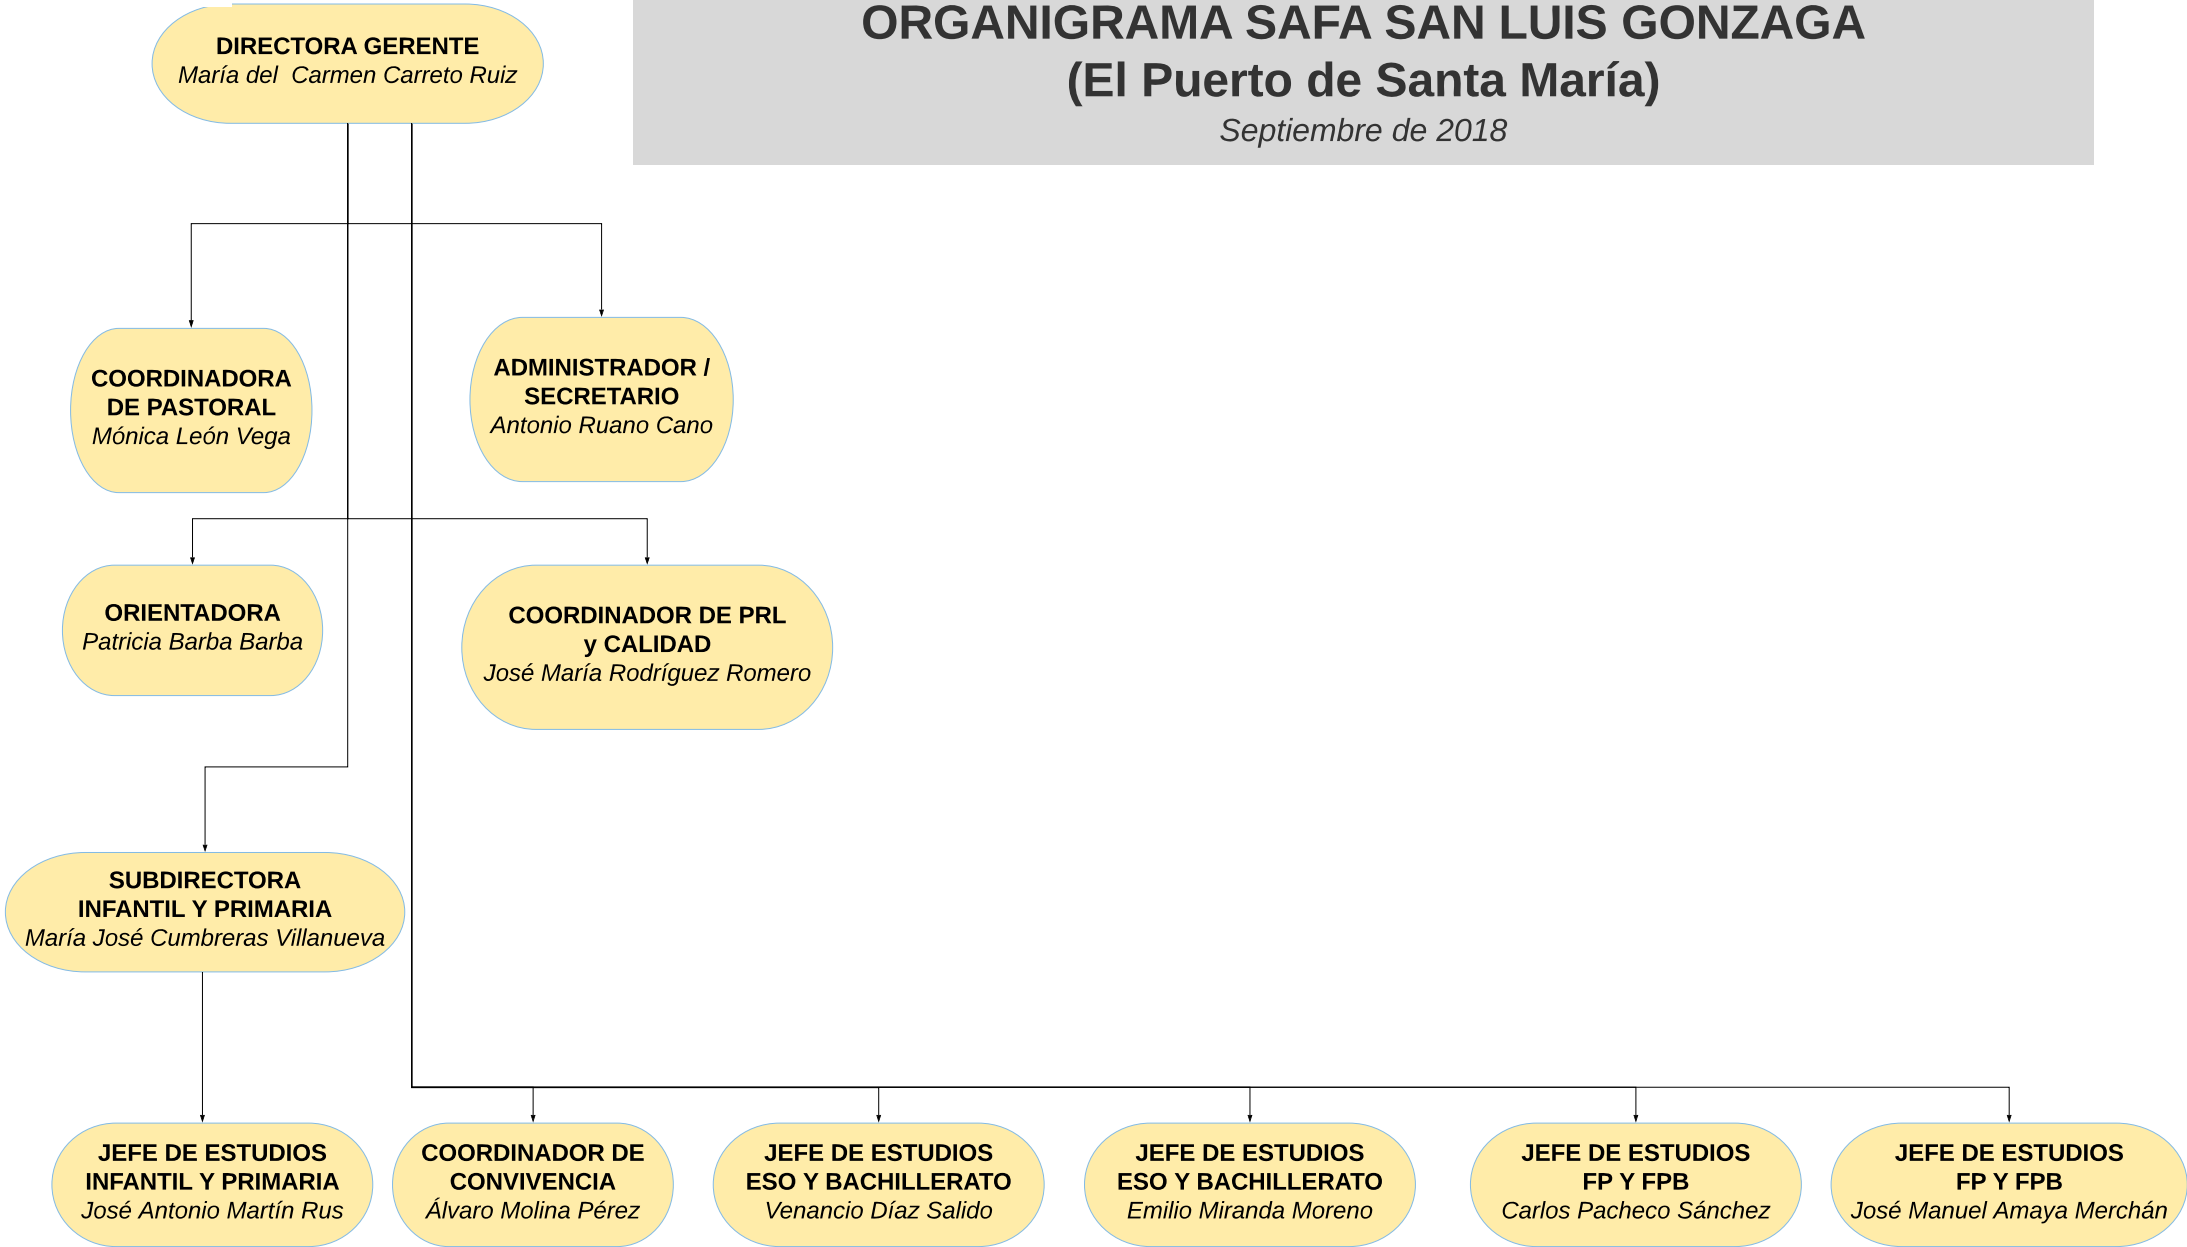 ORGANIGRAMA SAFA SAN LUIS GONZAGA
(El Puerto de Santa María)
Septiembre de 2018
DIRECTORA GERENTE
María del  Carmen Carreto Ruiz
COORDINADORA
DE PASTORAL
Mónica León Vega
ADMINISTRADOR /
SECRETARIO
Antonio Ruano Cano
ORIENTADORA
Patricia Barba Barba
COORDINADOR DE PRL
y CALIDAD
José María Rodríguez Romero
SUBDIRECTORA
INFANTIL Y PRIMARIA
María José Cumbreras Villanueva
JEFE DE ESTUDIOS
INFANTIL Y PRIMARIA
José Antonio Martín Rus
COORDINADOR DE
CONVIVENCIA
Álvaro Molina Pérez
JEFE DE ESTUDIOS
ESO Y BACHILLERATO
Venancio Díaz Salido
JEFE DE ESTUDIOS
ESO Y BACHILLERATO
Emilio Miranda Moreno
JEFE DE ESTUDIOS
FP Y FPB
Carlos Pacheco Sánchez
JEFE DE ESTUDIOS
FP Y FPB
José Manuel Amaya Merchán